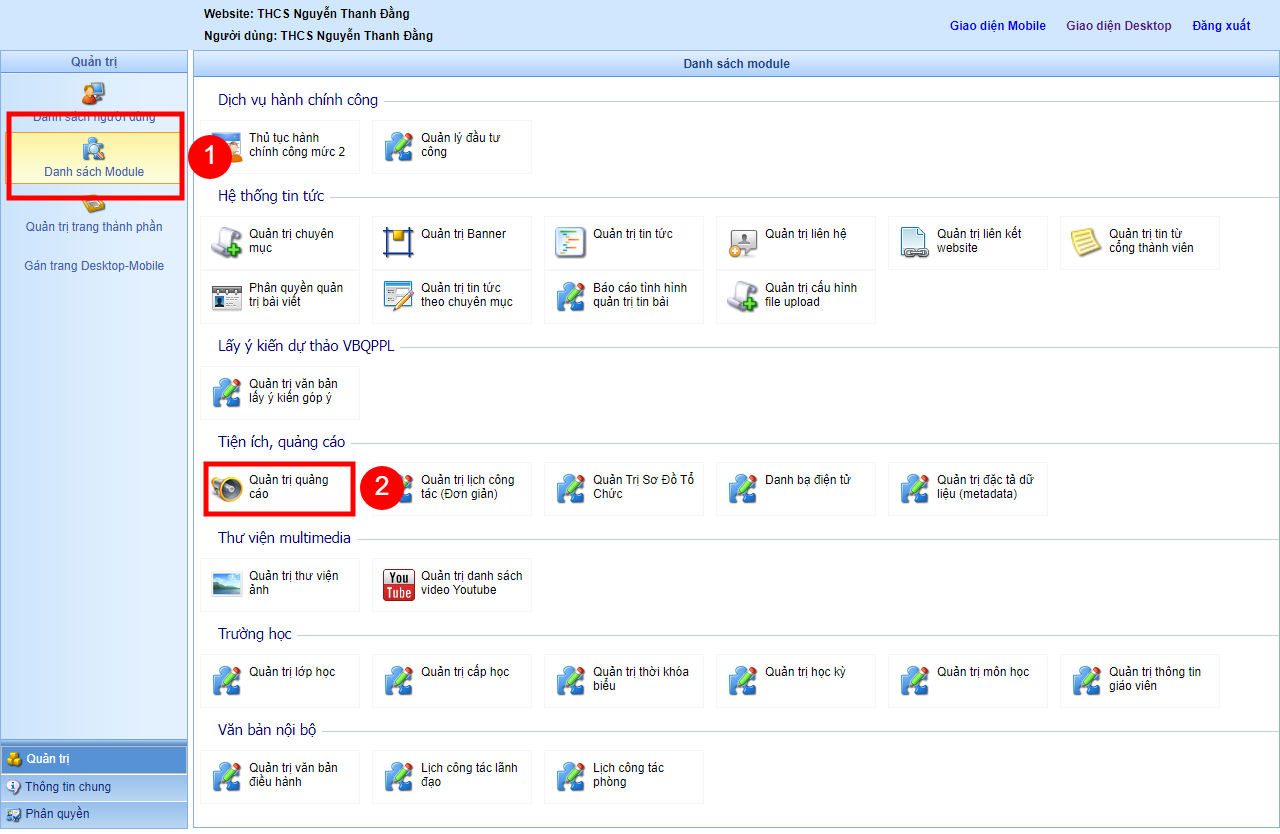 Website: THCS Nguyễn Thanh Đằng
Người dùng: THCS Nguyễn Thanh Đằng
Giao diện Mobile
Giao diện Desktop
Đăng xuất
Quản trị
Danh sách module
Danh sách người dùng
Danh sách Module
1
Quản trị trang thành phần
Gán trang Desktop-Mobile
Dịch vụ hành chính công
Thủ tục hành
chính công mức 2
Quản lý đầu tư
công
Hệ thống tin tức
Quản trị chuyên
mục
Quản trị Banner
Quản trị tin tức
Quản trị liên hệ
Quản trị liên kết
website
Quản trị tin từ
cổng thành viên
Phân quyền quản
trị bài viết
Quản trị tin tức
theo chuyên mục
Báo cáo tình hình
quản trị tin bài
Quản trị cấu hình
file upload
Lấy ý kiến dự thảo VBQPPL
Quản trị văn bản
lấy ý kiến góp ý
Tiện ích, quảng cáo
Quản trị quảng
cáo
2
Quản trị lịch công
tác (Đơn giản)
Quản Trị Sơ Đồ Tổ
Chức
Danh bạ điện tử
Quản trị đặc tả dữ
liệu (metadata)
Thư viện multimedia
Quản trị thư viện
ảnh
You
Tube
Quản trị danh sách
video Youtube
Trường học
Quản trị lớp học
Quản trị cấp học
Quản trị thời khóa
biểu
Quản trị học kỳ
Quản trị môn học
Quản trị thông tin
giáo viên
Văn bản nội bộ
Quản trị văn bản
điều hành
Lịch công tác lãnh
đạo
Lịch công tác
phòng
Quản trị
Thông tin chung
Phân quyền